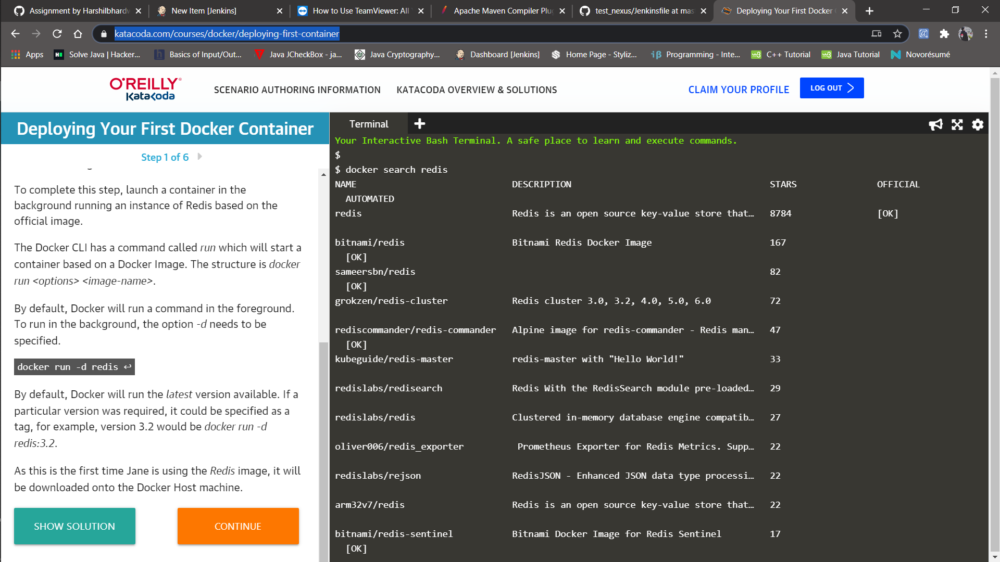 Assignment by Harshilbhardw
New Item [Jenkins]
How to Use TeamViewer: All
Apache Maven Compiler Plug
test_nexus/Jenkinsfile at mas
Deploying Your First Docker
katacoda.com/courses/docker/deploying-first-container
Apps
Solve Java | Hacker...
Basics of Input/Out...
Java JCheckBox - ja...
Java Cryptography...
Dashboard [Jenkins]
Home Page - Styliz...
Programming - Inte...
C++ Tutorial
Java Tutorial
Novorésumé
O'REILLY®
Katacoda
SCENARIO AUTHORING INFORMATION
KATACODA OVERVIEW & SOLUTIONS
CLAIM YOUR PROFILE
LOG OUT
Deploying Your First Docker Container
Step 1 of 6
To complete this step, launch a container in the
background running an instance of Redis based on the
official image.
The Docker CLI has a command called run which will start a
container based on a Docker Image. The structure is docker
run <options> <image-name>.
By default, Docker will run a command in the foreground.
To run in the background, the option -d needs to be
specified.
docker run -d redis ↩
By default, Docker will run the latest version available. If a
particular version was required, it could be specified as a
tag, for example, version 3.2 would be docker run -d
redis:3.2.
As this is the first time Jane is using the Redis image, it will
be downloaded onto the Docker Host machine.
SHOW SOLUTION
CONTINUE
Terminal
Your Interactive Bash Terminal. A safe place to learn and execute commands.
$
$ docker search redis
NAME DESCRIPTION STARS OFFICIAL
AUTOMATED
redis Redis is an open source key-value store that… 8784 [OK]
bitnami/redis Bitnami Redis Docker Image 167
[OK]
sameersbn/redis 82
[OK]
grokzen/redis-cluster Redis cluster 3.0, 3.2, 4.0, 5.0, 6.0 72
rediscommander/redis-commander Alpine image for redis-commander - Redis man… 47
[OK]
kubeguide/redis-master redis-master with "Hello World!" 33
redislabs/redisearch Redis With the RedisSearch module pre-loaded… 29
redislabs/redis Clustered in-memory database engine compatib… 27
oliver006/redis_exporter Prometheus Exporter for Redis Metrics. Supp… 22
redislabs/rejson RedisJSON - Enhanced JSON data type processi… 22
arm32v7/redis Redis is an open source key-value store that… 22
bitnami/redis-sentinel Bitnami Docker Image for Redis Sentinel 17
[OK]